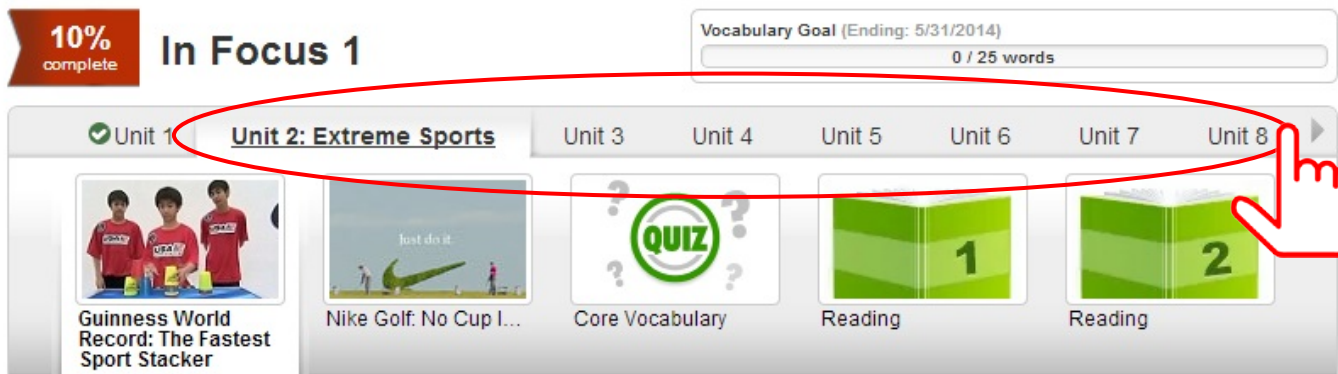 10%
complete
In Focus 1
Vocabulary Goal (Ending: 5/31/2014)
0 / 25 words
Unit 1
Unit 2: Extreme Sports
Unit 3
Unit 4
Unit 5
Unit 6
Unit 7
Unit 8
USA
USA
Just do it.
? ?
QUIZ
? ?
1
2
Guinness World
Record: The Fastest
Sport Stacker
Nike Golf: No Cup I...
Core Vocabulary
Reading
Reading